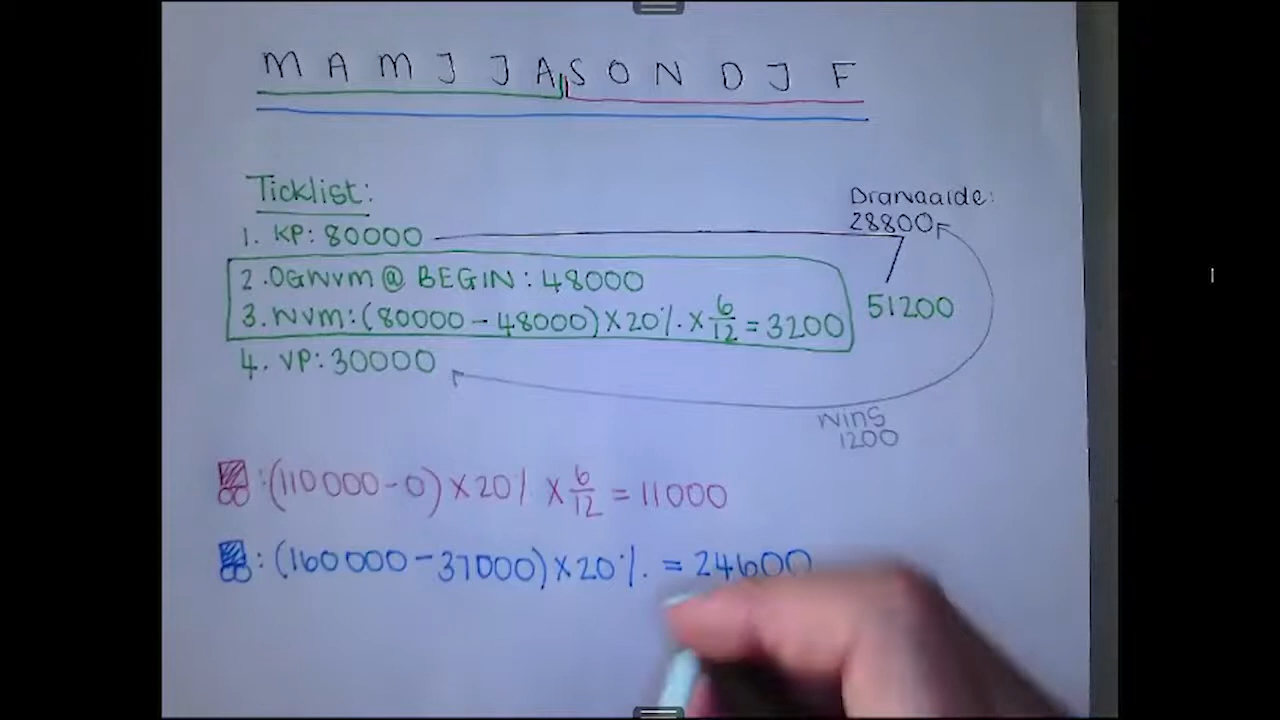 M A M J J A S O N D J F
Ticklist:
1. KP: 80000
2. OGWVM @ BEGIN: 48000
3. WVM: (80000 - 48000) X 20% X 6/12 = 3200
4. VP: 30000
Drawaarde:
28800
51200
Wins
1200
: (110000 - 0) X 20% X 6/12 = 11000
: (160000 - 37000) X 20% = 24600